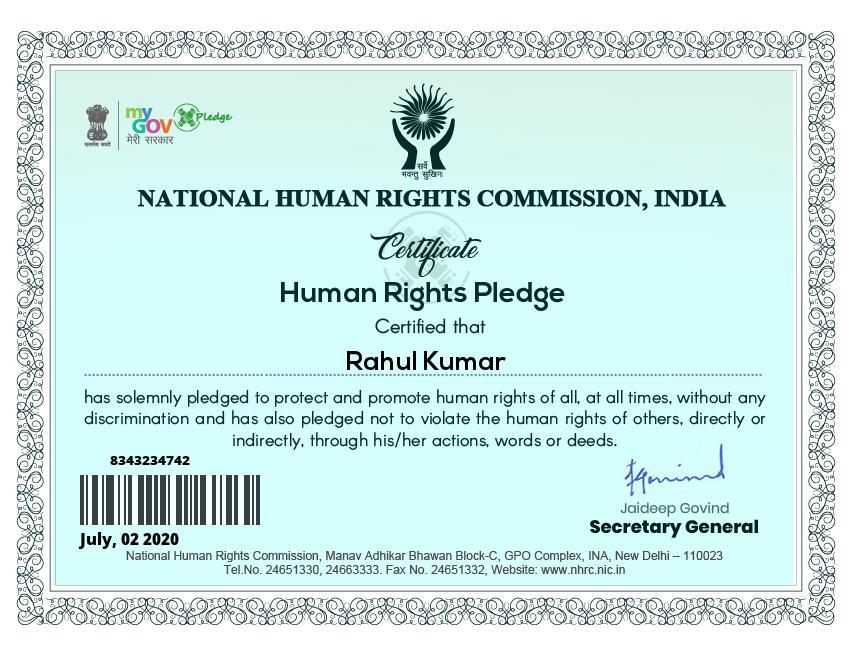 सत्यमेव जयते
my
GOV
मेरी सरकार
Pledge
सर्वे
भवन्तु सुखिनः
NATIONAL HUMAN RIGHTS COMMISSION, INDIA
Certificate
Human Rights Pledge
Certified that
Rahul Kumar
has solemnly pledged to protect and promote human rights of all, at all times, without any
discrimination and has also pledged not to violate the human rights of others, directly or
indirectly, through his/her actions, words or deeds.
8343234742
July, 02 2020
Jaideep Govind
Secretary General
National Human Rights Commission, Manav Adhikar Bhawan Block-C, GPO Complex, INA, New Delhi – 110023
Tel.No. 24651330, 24663333. Fax No. 24651332, Website: www.nhrc.nic.in